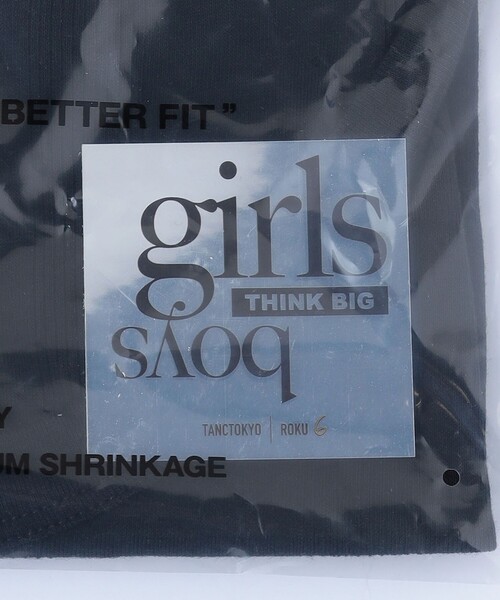 BETTER FIT”
girls
THINK BIG
boys
TANCTOKYO | ROKU 6
Y
UM SHRINKAGE